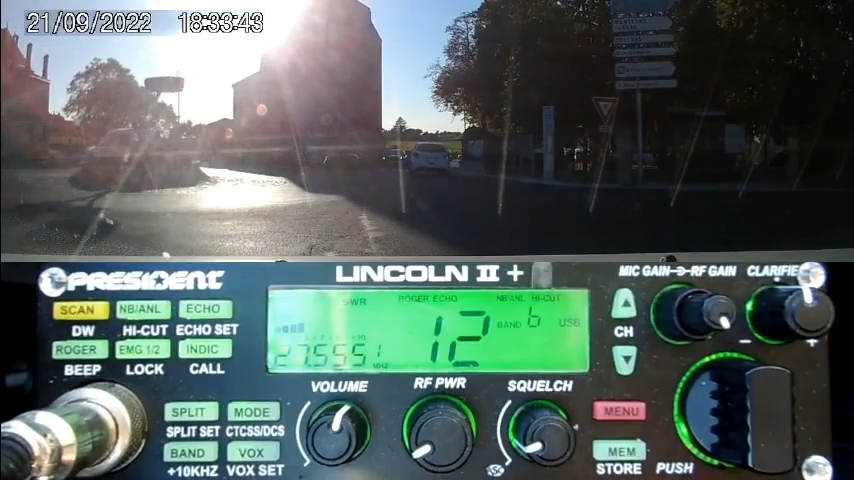 21/09/2022 18:33:43
PRESIDENT LINCOLN II +
MIC GAIN RF GAIN CLARIFIER
SCAN NB/ANL ECHO
DW HI-CUT ECHO SET
ROGER EMG 1/2 INDIC
BEEP LOCK CALL
SWR ROGER ECHO NB/ANL HI-CUT
12 BAND 6 USB
27.5551 MHZ
CH
VOLUME RF PWR SQUELCH
SPLIT MODE
SPLIT SET CTCSS/DCS
BAND VOX
+10KHZ VOX SET
MENU
MEM
STORE PUSH
ASC
- +